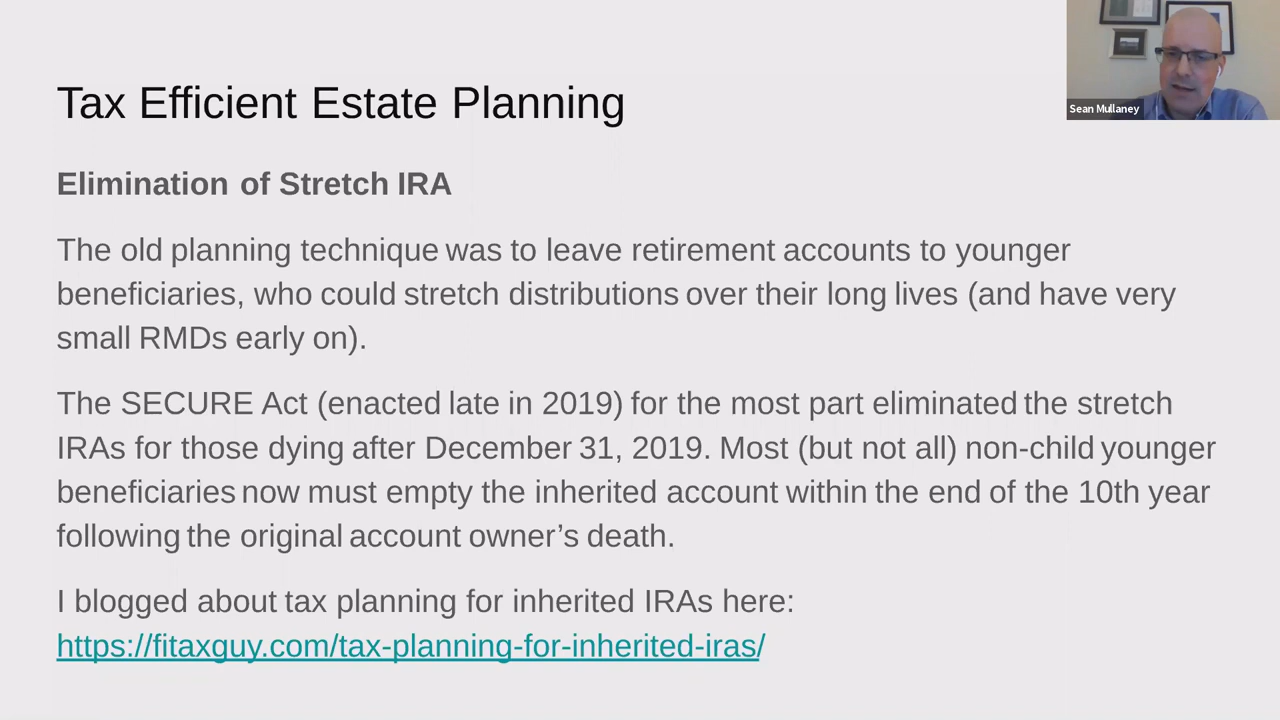 Tax Efficient Estate Planning
Sean Mullaney
Elimination of Stretch IRA
The old planning technique was to leave retirement accounts to younger
beneficiaries, who could stretch distributions over their long lives (and have very
small RMDs early on).
The SECURE Act (enacted late in 2019) for the most part eliminated the stretch
IRAs for those dying after December 31, 2019. Most (but not all) non-child younger
beneficiaries now must empty the inherited account within the end of the 10th year
following the original account owner’s death.
I blogged about tax planning for inherited IRAs here:
https://fitaxguy.com/tax-planning-for-inherited-iras/